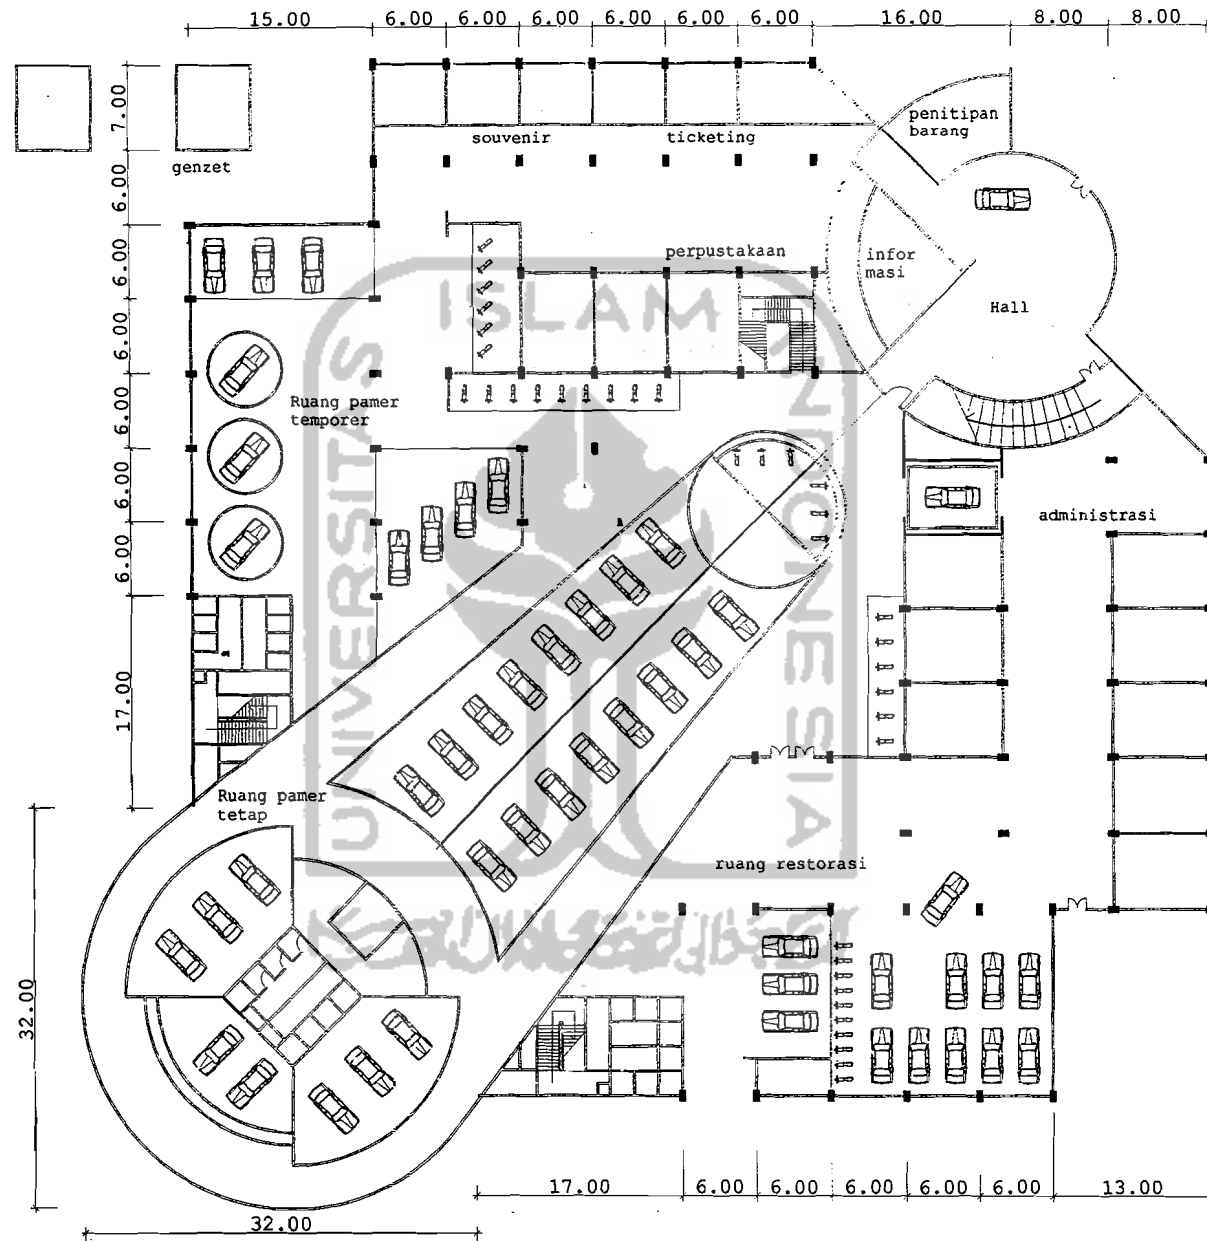 15.00 6.00 6.00 6.00 6.00 6.00 6.00 16.00 8.00 8.00
7.00
6.00
6.00
6.00
6.00
6.00
6.00
17.00
32.00
genzet
souvenir
ticketing
penitipan
barang
perpustakaan
infor
masi
Hall
Ruang pamer
temporer
administrasi
Ruang pamer
tetap
ruang restorasi
17.00 6.00 6.00 6.00 6.00 6.00 13.00
32.00
UNIVERSITAS
ISLAM
INDONESIA